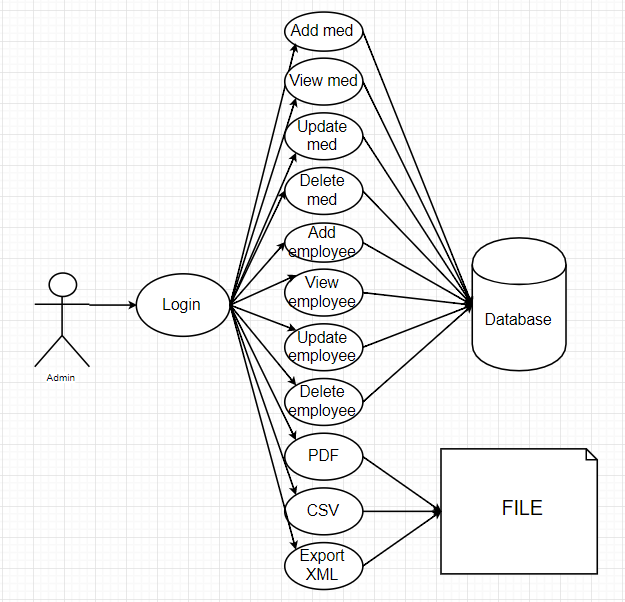 Add med
View med
Update
med
Delete
med
Add
employee
View
employee
Update
employee
Delete
employee
PDF
CSV
Export
XML
Login
Admin
Database
FILE